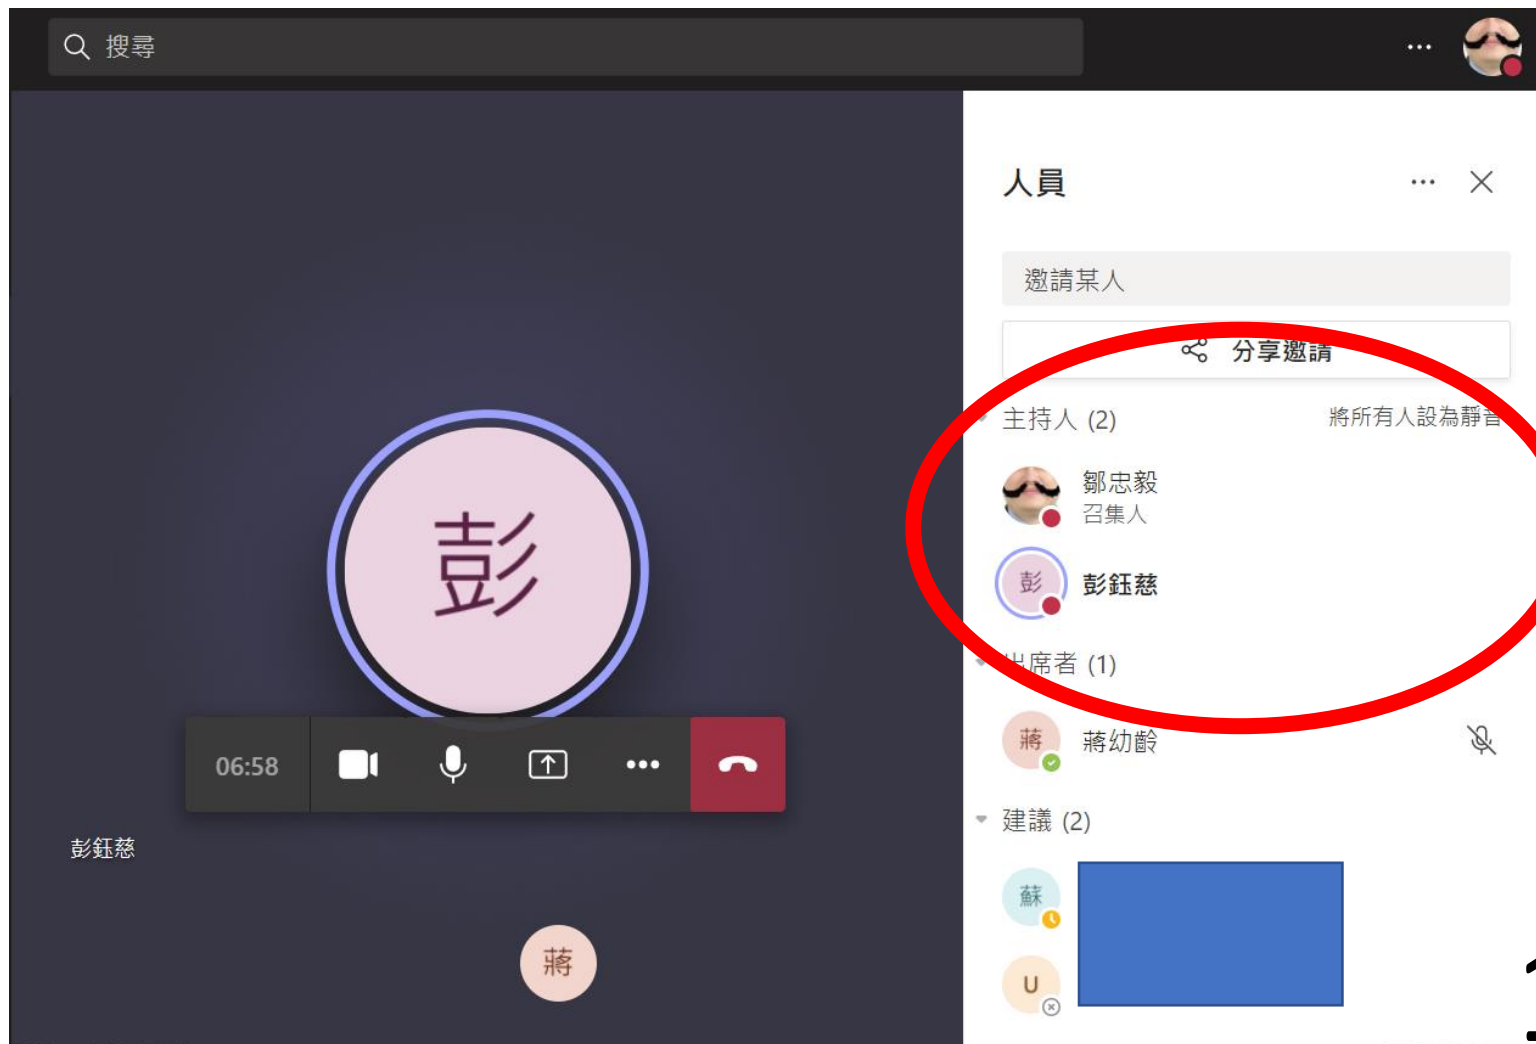 搜尋
人員
邀請某人
分享邀請
主持人 (2)
將所有人設為靜音
鄒忠毅
召集人
彭
彭鈺慈
出席者 (1)
蔣
蔣幼齡
建議 (2)
蘇
U
彭
06:58
彭鈺慈
蔣